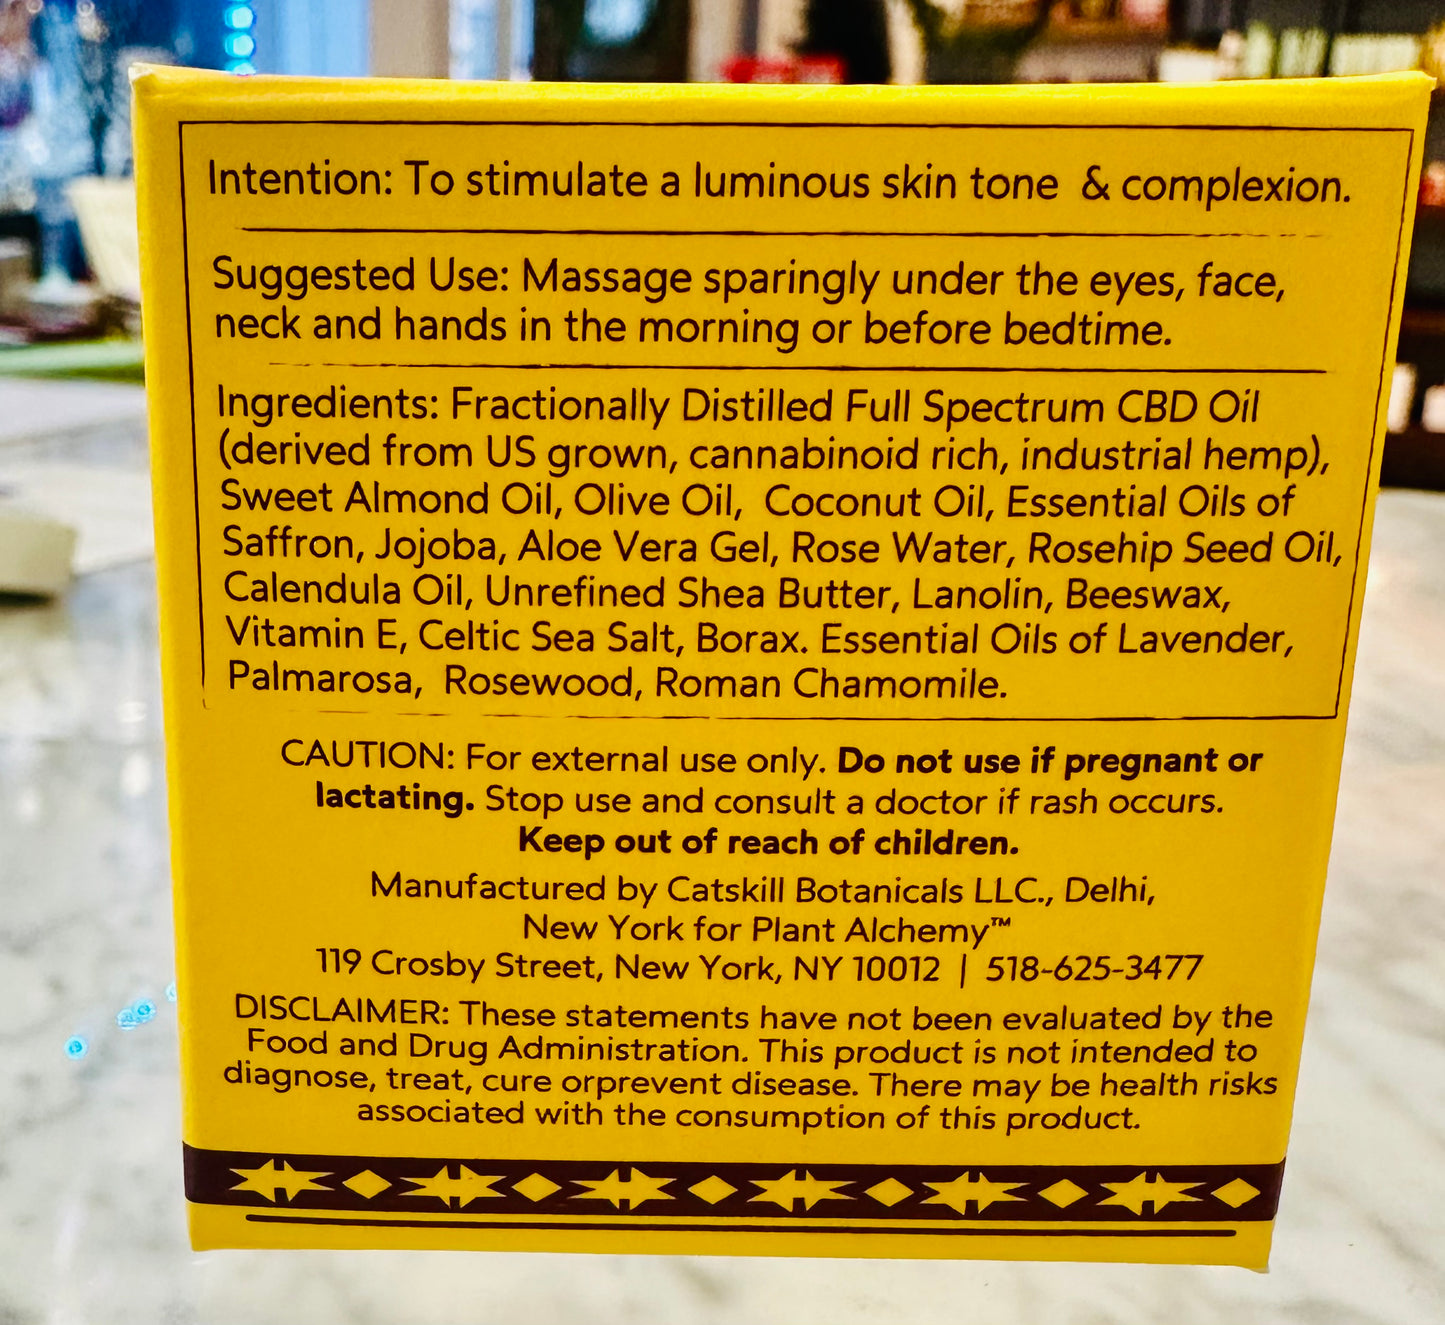 Intention: To stimulate a luminous skin tone & complexion.
Suggested Use: Massage sparingly under the eyes, face,
neck and hands in the morning or before bedtime.
Ingredients: Fractionally Distilled Full Spectrum CBD Oil
(derived from US grown, cannabinoid rich, industrial hemp),
Sweet Almond Oil, Olive Oil, Coconut Oil, Essential Oils of
Saffron, Jojoba, Aloe Vera Gel, Rose Water, Rosehip Seed Oil,
Calendula Oil, Unrefined Shea Butter, Lanolin, Beeswax,
Vitamin E, Celtic Sea Salt, Borax. Essential Oils of Lavender,
Palmarosa, Rosewood, Roman Chamomile.
CAUTION: For external use only. Do not use if pregnant or
lactating. Stop use and consult a doctor if rash occurs.
Keep out of reach of children.
Manufactured by Catskill Botanicals LLC., Delhi,
New York for Plant Alchemy™
119 Crosby Street, New York, NY 10012 | 518-625-3477
DISCLAIMER: These statements have not been evaluated by the
Food and Drug Administration. This product is not intended to
diagnose, treat, cure orprevent disease. There may be health risks
associated with the consumption of this product.